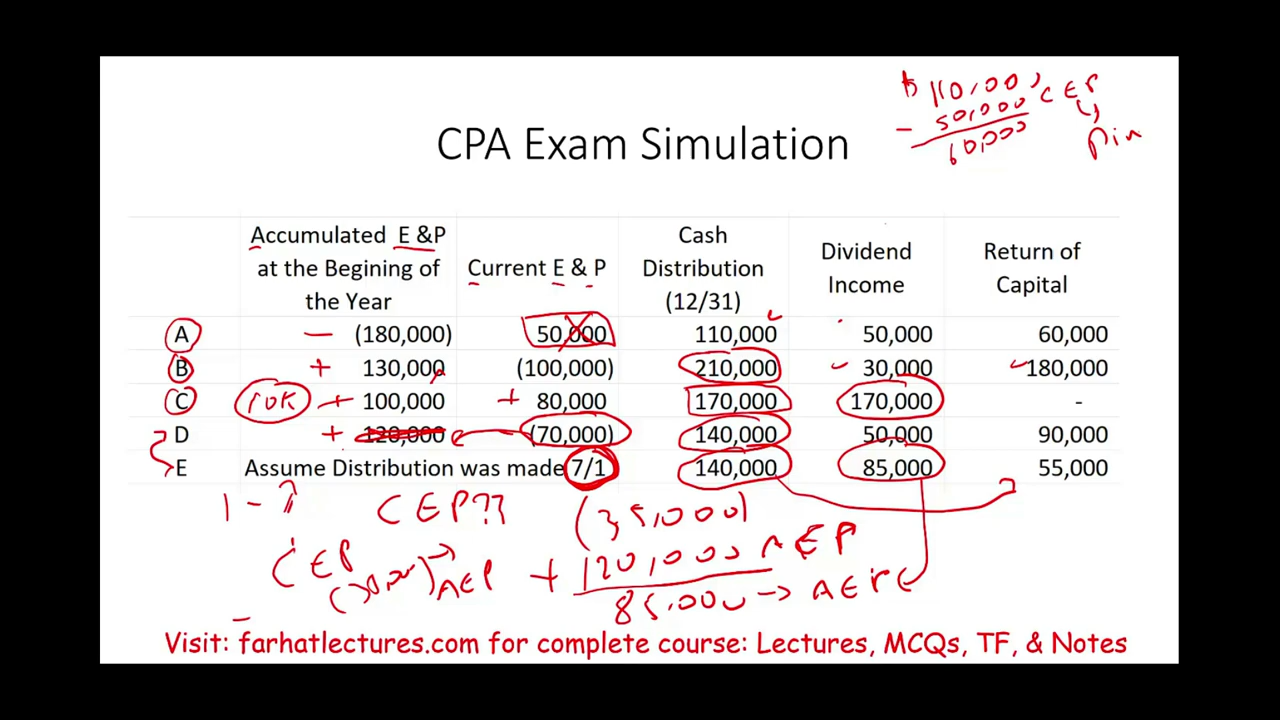 $110,000
CEP
- 50,000
60,000
CPA Exam Simulation
Accumulated E &P at the Begining of the Year
Current E & P
Cash Distribution (12/31)
Dividend Income
Return of Capital
A - (180,000) 50,000 110,000 50,000 60,000
B + 130,000 (100,000) 210,000 30,000 180,000
C 10K + 100,000 + 80,000 170,000 170,000 -
D + 120,000 (70,000) 140,000 50,000 90,000
E Assume Distribution was made 7/1 140,000 85,000 55,000
CEP?? (35,000)
CEP AEP + 120,000 AEP
85,000 → AEP
Visit: farhatlectures.com for complete course: Lectures, MCQs, TF, & Notes